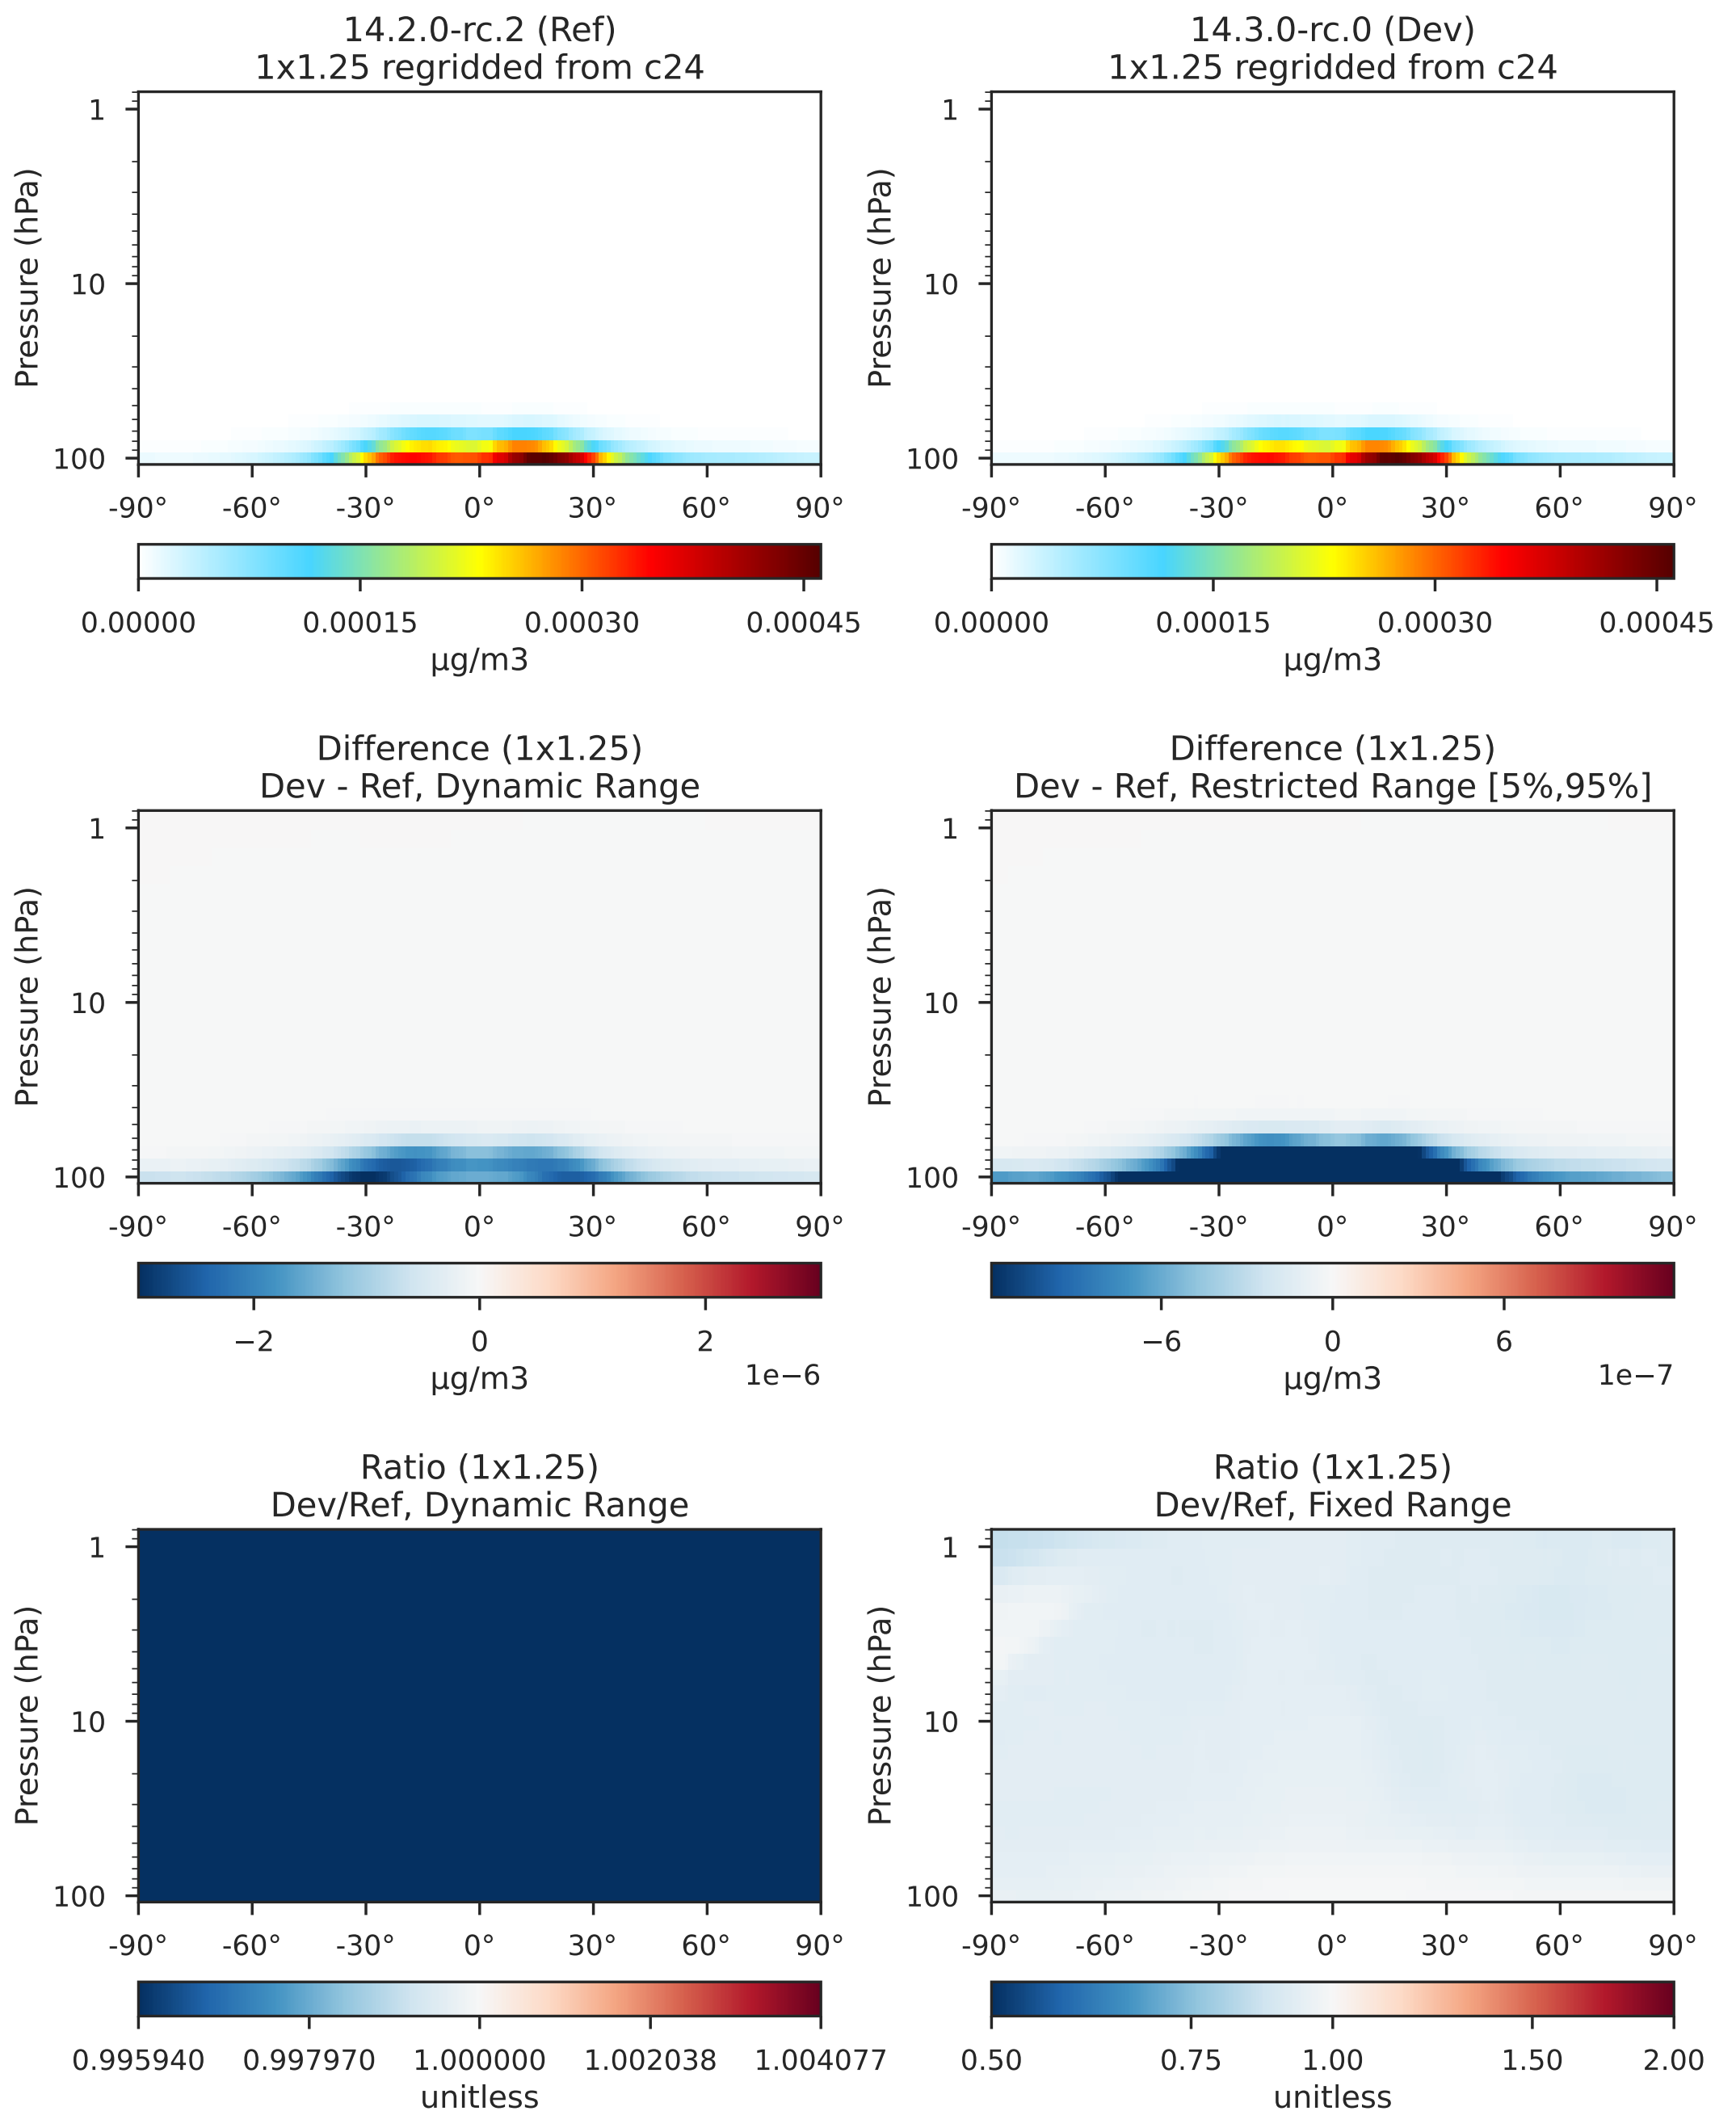 14.2.0-rc.2 (Ref)
1x1.25 regridded from c24
1
10
100
Pressure (hPa)
-90° -60° -30° 0° 30° 60° 90°
0.00000 0.00015 0.00030 0.00045
μg/m3
14.3.0-rc.0 (Dev)
1x1.25 regridded from c24
1
10
100
Pressure (hPa)
-90° -60° -30° 0° 30° 60° 90°
0.00000 0.00015 0.00030 0.00045
μg/m3
Difference (1x1.25)
Dev - Ref, Dynamic Range
1
10
100
Pressure (hPa)
-90° -60° -30° 0° 30° 60° 90°
−2 0 2
1e−6
μg/m3
Difference (1x1.25)
Dev - Ref, Restricted Range [5%,95%]
1
10
100
Pressure (hPa)
-90° -60° -30° 0° 30° 60° 90°
−6 0 6
1e−7
μg/m3
Ratio (1x1.25)
Dev/Ref, Dynamic Range
1
10
100
Pressure (hPa)
-90° -60° -30° 0° 30° 60° 90°
0.995940 0.997970 1.000000 1.002038 1.004077
unitless
Ratio (1x1.25)
Dev/Ref, Fixed Range
1
10
100
Pressure (hPa)
-90° -60° -30° 0° 30° 60° 90°
0.50 0.75 1.00 1.50 2.00
unitless